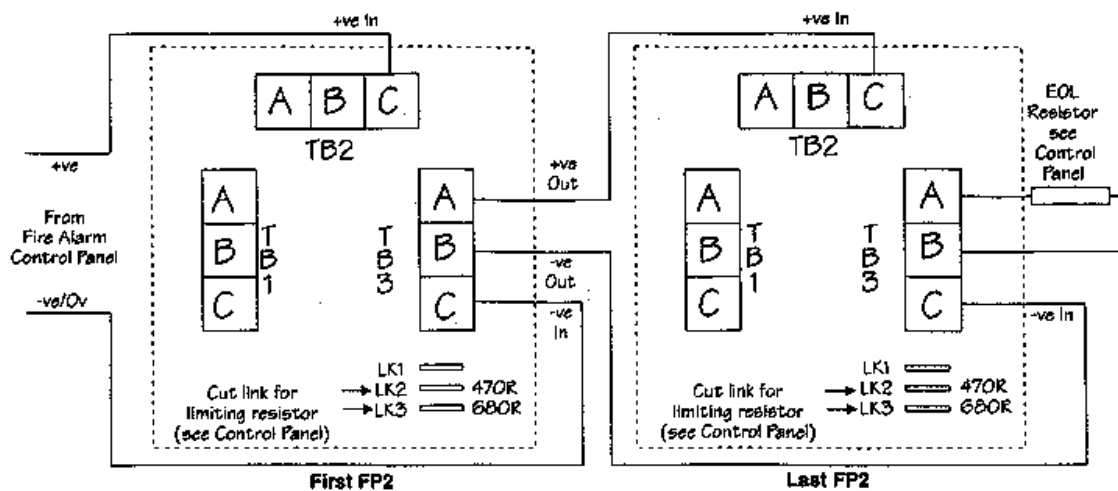 +ve In
A B C
TB2
+ve
From
Fire Alarm
Control Panel
-ve/0v
A
B
C
TB1
TB3
A
B
C
+ve
Out
-ve
Out
-ve
In
Cut link for
limiting resistor
(see Control Panel)
LK1
LK2 470R
LK3 680R
First FP2
+ve In
A B C
TB2
A
B
C
TB1
TB3
A
B
C
EOL
Resistor
see
Control
Panel
-ve In
Cut link for
limiting resistor
(see Control Panel)
LK1
LK2 470R
LK3 680R
Last FP2